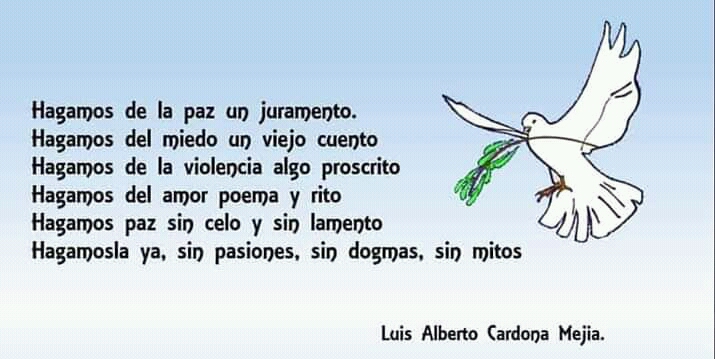 Hagamos de la paz un juramento.
Hagamos del miedo un viejo cuento
Hagamos de la violencia algo proscrito
Hagamos del amor poema y rito
Hagamos paz sin celo y sin lamento
Hagamosla ya, sin pasiones, sin dogmas, sin mitos
Luis Alberto Cardona Mejia.